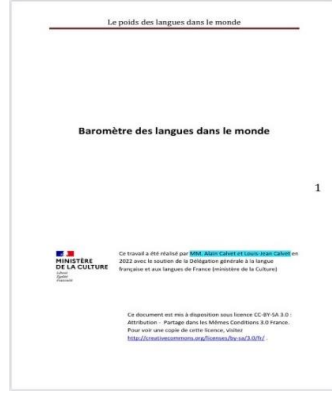 Le poids des langues dans le monde
Baromètre des langues dans le monde
1
MINISTÈRE
DE LA CULTURE
Liberté
Égalité
Fraternité
Ce travail a été réalisé par MM. Alain Calvet et Louis-Jean Calvet en
2022 avec le soutien de la Délégation générale à la langue
française et aux langues de France (ministère de la Culture)
Ce document est mis à disposition sous licence CC-BY-SA 3.0 :
Attribution - Partage dans les Mêmes Conditions 3.0 France.
Pour voir une copie de cette licence, visitez
http://creativecommons.org/licenses/by-sa/3.0/fr/ .